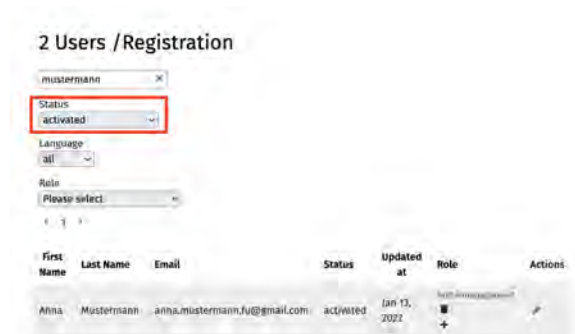 2 Users /Registration
mustermann ×
Status
activated
Language
all
Role
Please select
‹ 1 ›
First Name Last Name Email Status Updated at Role Actions
Anna Mustermann anna.mustermann.fu@gmail.com activated Jan 13, 2022
+